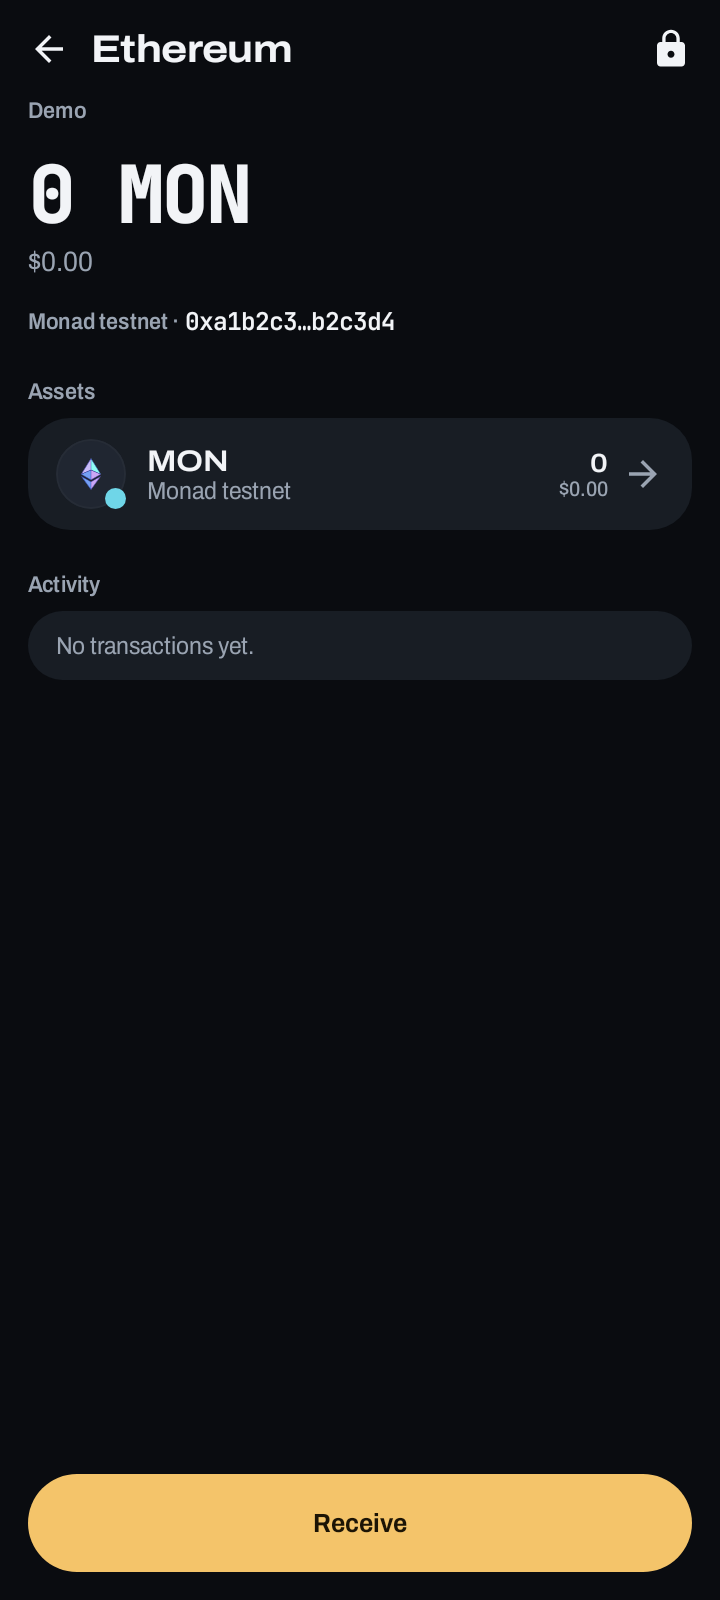 Ethereum
Demo
0 MON
$0.00
Monad testnet · 0xa1b2c3…b2c3d4
Assets
MON
Monad testnet
0
$0.00
Activity
No transactions yet.
Receive